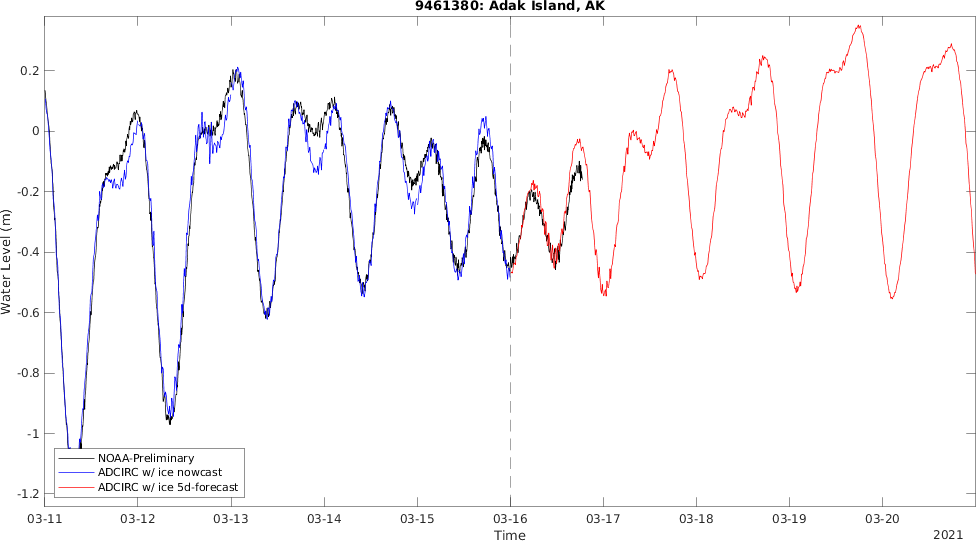 9461380: Adak Island, AK
Water Level (m)
0.2
0
-0.2
-0.4
-0.6
-0.8
-1
-1.2
NOAA-Preliminary
ADCIRC w/ ice nowcast
ADCIRC w/ ice 5d-forecast
03-11 03-12 03-13 03-14 03-15 03-16 03-17 03-18 03-19 03-20
Time
2021